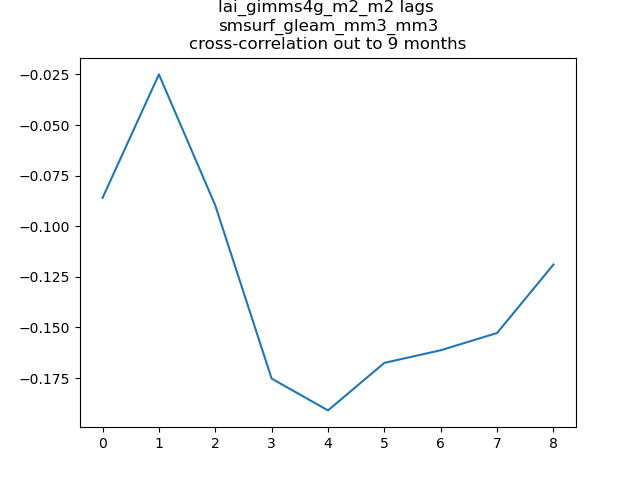 lai_gimms4g_m2_m2 lags
smsurf_gleam_mm3_mm3
cross-correlation out to 9 months
−0.025
−0.050
−0.075
−0.100
−0.125
−0.150
−0.175
0 1 2 3 4 5 6 7 8